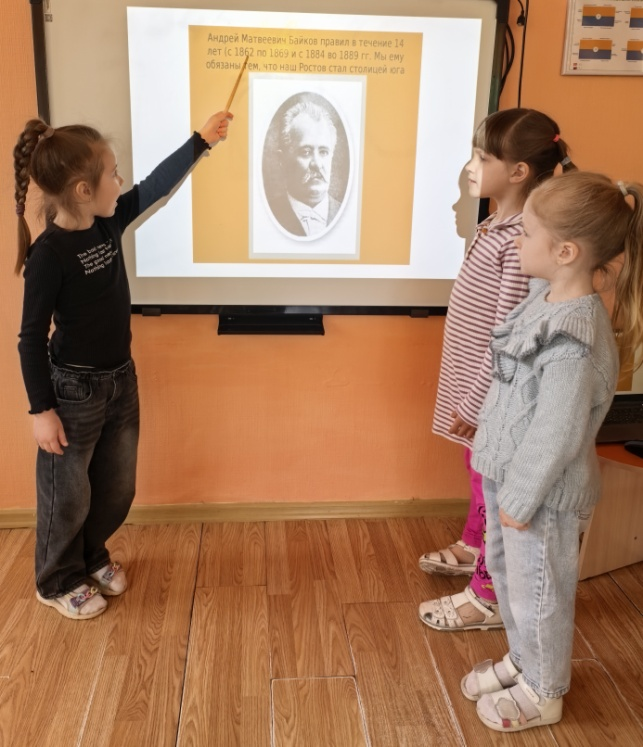 Андрей Матвеевич Байков правил в течение 14
лет (с 1862 по 1869 и с 1884 во 1889 гг. Мы ему
обязаны тем, что наш Ростов стал столицей юга